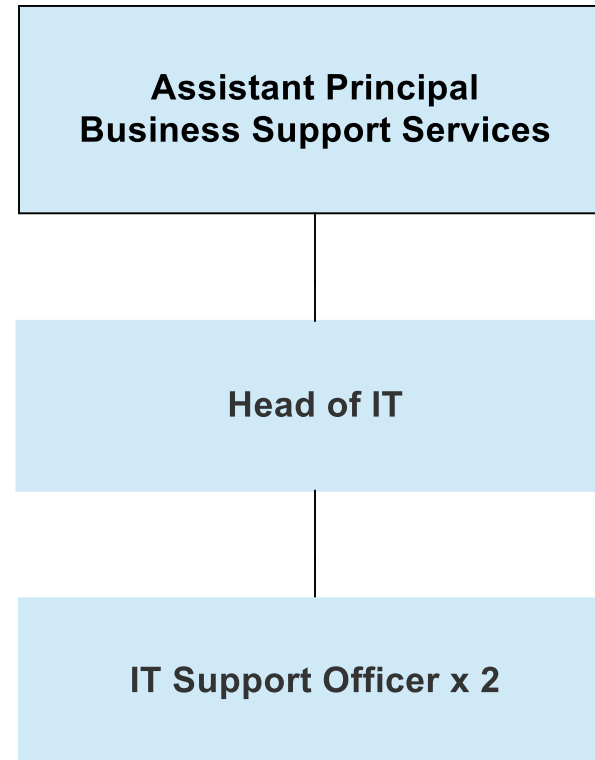 Assistant Principal
Business Support Services
Head of IT
IT Support Officer x 2